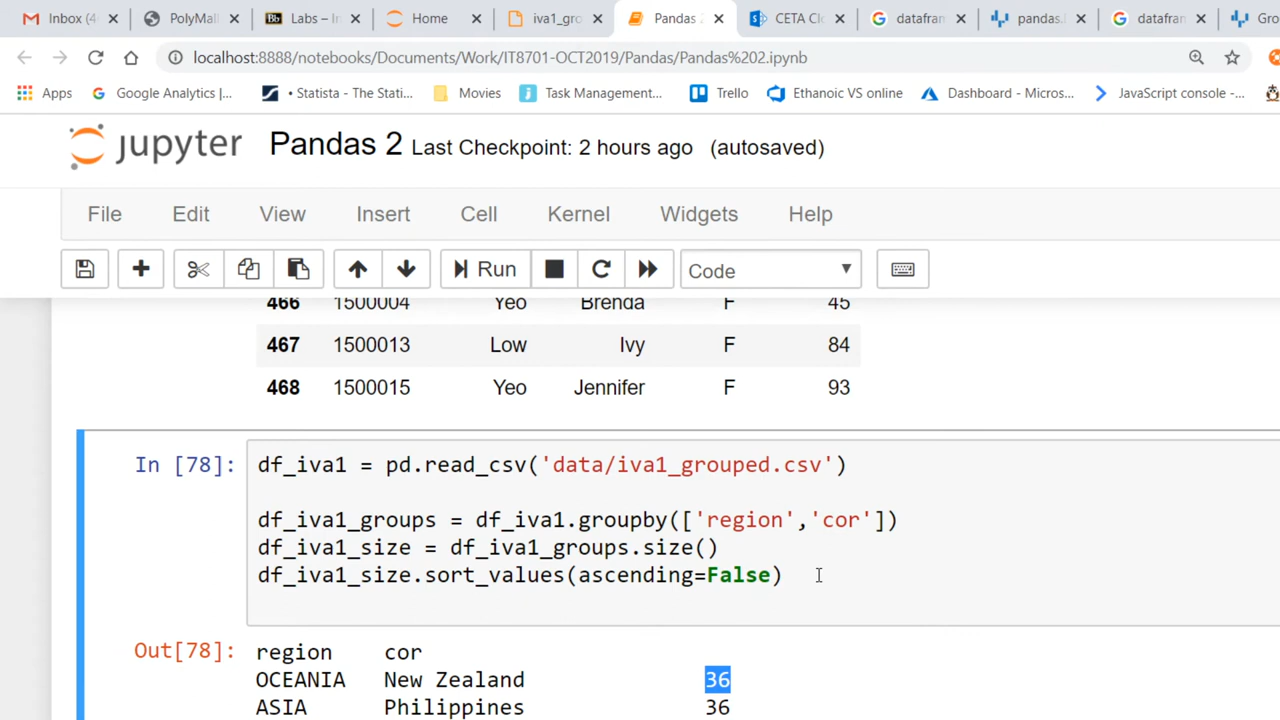 Inbox (4
PolyMal
Bb Labs – In
Home
iva1_gro
Pandas 2
CETA Clo
datafran
pandas.
datafran
Gro
localhost:8888/notebooks/Documents/Work/IT8701-OCT2019/Pandas/Pandas%202.ipynb
Apps
Google Analytics |...
• Statista - The Stati...
Movies
Task Management...
Trello
Ethanoic VS online
Dashboard - Micros...
JavaScript console -...
jupyter Pandas 2 Last Checkpoint: 2 hours ago (autosaved)
File Edit View Insert Cell Kernel Widgets Help
Run Code
466 1500004 Yeo Brenda F 45
467 1500013 Low Ivy F 84
468 1500015 Yeo Jennifer F 93
In [78]: df_iva1 = pd.read_csv('data/iva1_grouped.csv')
df_iva1_groups = df_iva1.groupby(['region','cor'])
df_iva1_size = df_iva1_groups.size()
df_iva1_size.sort_values(ascending=False)
Out[78]: region cor
OCEANIA New Zealand 36
ASIA Philippines 36